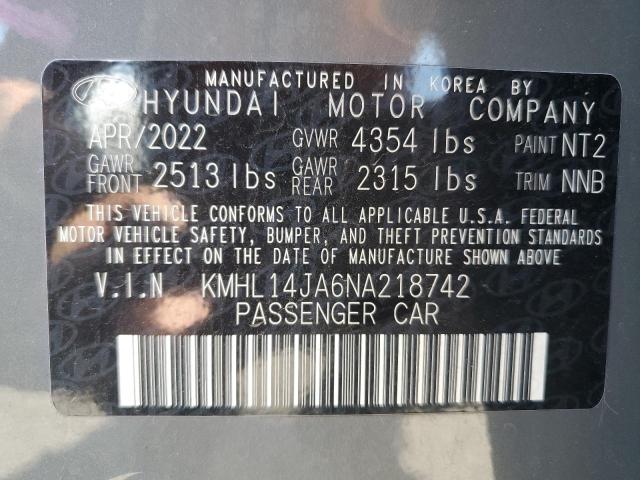 MANUFACTURED IN KOREA BY
HYUNDAI MOTOR COMPANY
APR/2022 GVWR 4354 lbs PAINT NT2
GAWR FRONT 2513 lbs GAWR REAR 2315 lbs TRIM NNB
THIS VEHICLE CONFORMS TO ALL APPLICABLE U.S.A. FEDERAL
MOTOR VEHICLE SAFETY, BUMPER, AND THEFT PREVENTION STANDARDS
IN EFFECT ON THE DATE OF MANUFACTURE SHOWN ABOVE.
V.I.N KMHL14JA6NA218742
PASSENGER CAR